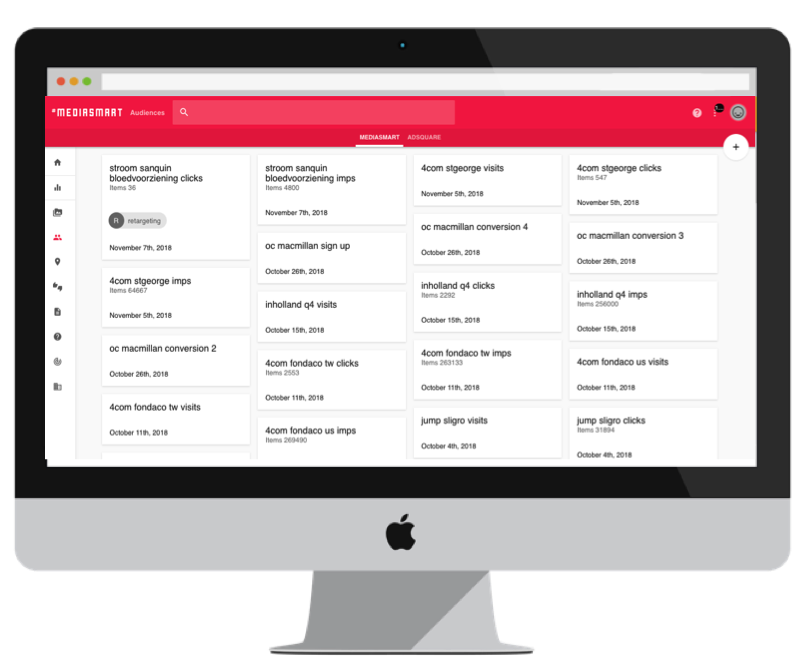 MEDIASMART Audiences
MEDIASMART ADSQUARE
+
stroom sanquin
bloedvoorziening clicks
Items 36
R retargeting
November 7th, 2018
4com stgeorge imps
Items 64667
November 5th, 2018
oc macmillan conversion 2
October 26th, 2018
4com fondaco tw visits
October 11th, 2018
stroom sanquin
bloedvoorziening imps
Items 4800
November 7th, 2018
oc macmillan sign up
October 26th, 2018
inholland q4 visits
October 15th, 2018
4com fondaco tw clicks
Items 2553
October 11th, 2018
4com fondaco us imps
Items 269490
4com stgeorge visits
November 5th, 2018
oc macmillan conversion 4
October 26th, 2018
inholland q4 clicks
Items 2292
October 15th, 2018
4com fondaco tw imps
Items 263133
October 11th, 2018
jump sligro visits
October 4th, 2018
4com stgeorge clicks
Items 547
November 5th, 2018
oc macmillan conversion 3
October 26th, 2018
inholland q4 imps
Items 256000
October 15th, 2018
4com fondaco us visits
October 11th, 2018
jump sligro clicks
Items 31894
October 4th, 2018